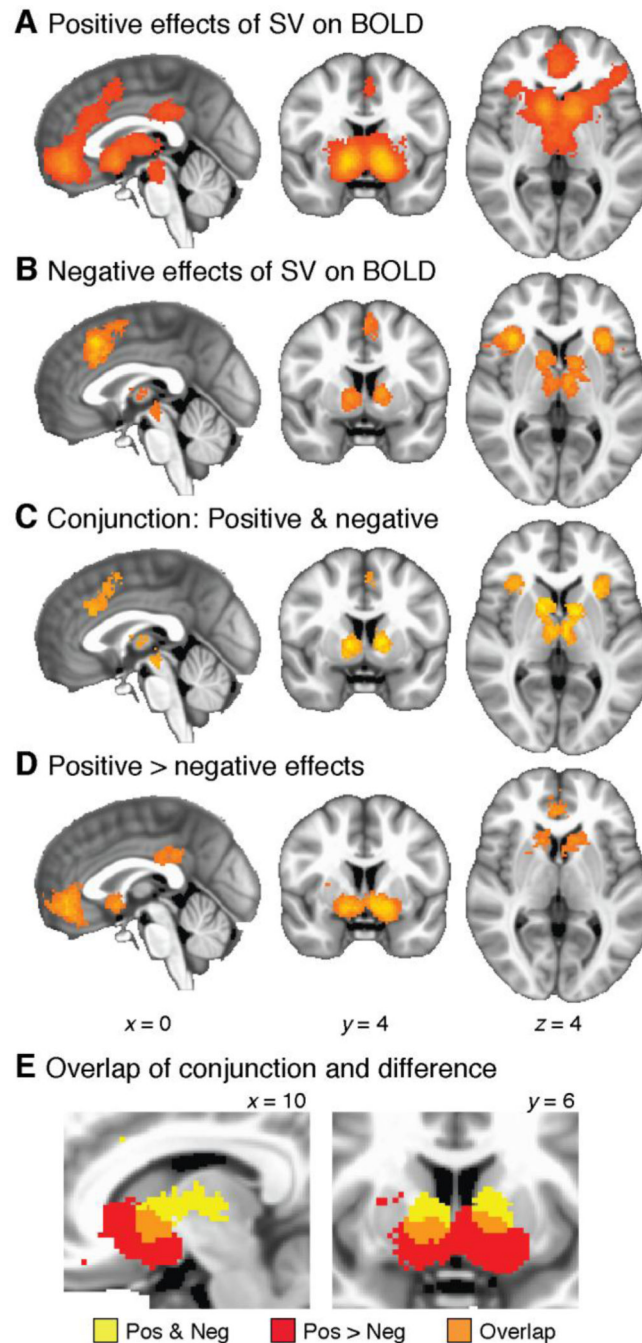 A Positive effects of SV on BOLD
B Negative effects of SV on BOLD
C Conjunction: Positive & negative
D Positive > negative effects
x = 0 y = 4 z = 4
E Overlap of conjunction and difference
x = 10 y = 6
Pos & Neg Pos > Neg Overlap